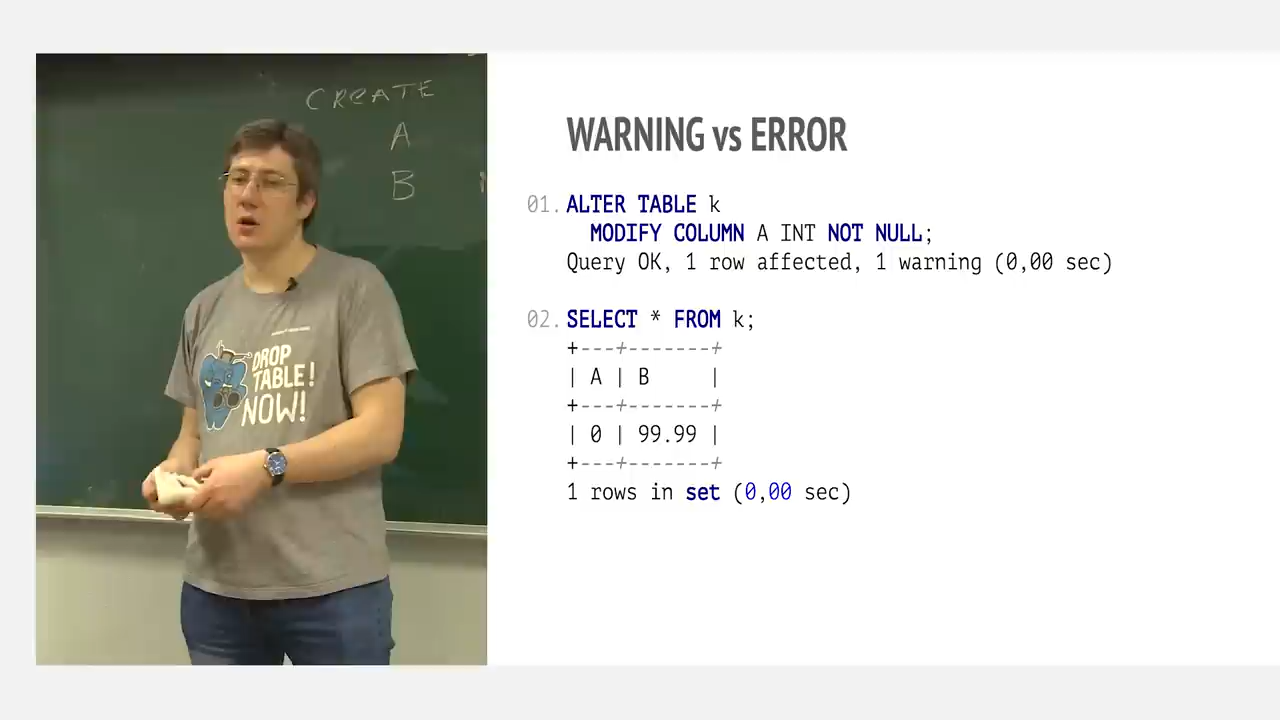 CREATE
A
B
DROP
TABLE!
NOW!
WARNING vs ERROR
01. ALTER TABLE k
MODIFY COLUMN A INT NOT NULL;
Query OK, 1 row affected, 1 warning (0,00 sec)
02. SELECT * FROM k;
+---+-------+
| A | B     |
+---+-------+
| 0 | 99.99 |
+---+-------+
1 rows in set (0,00 sec)